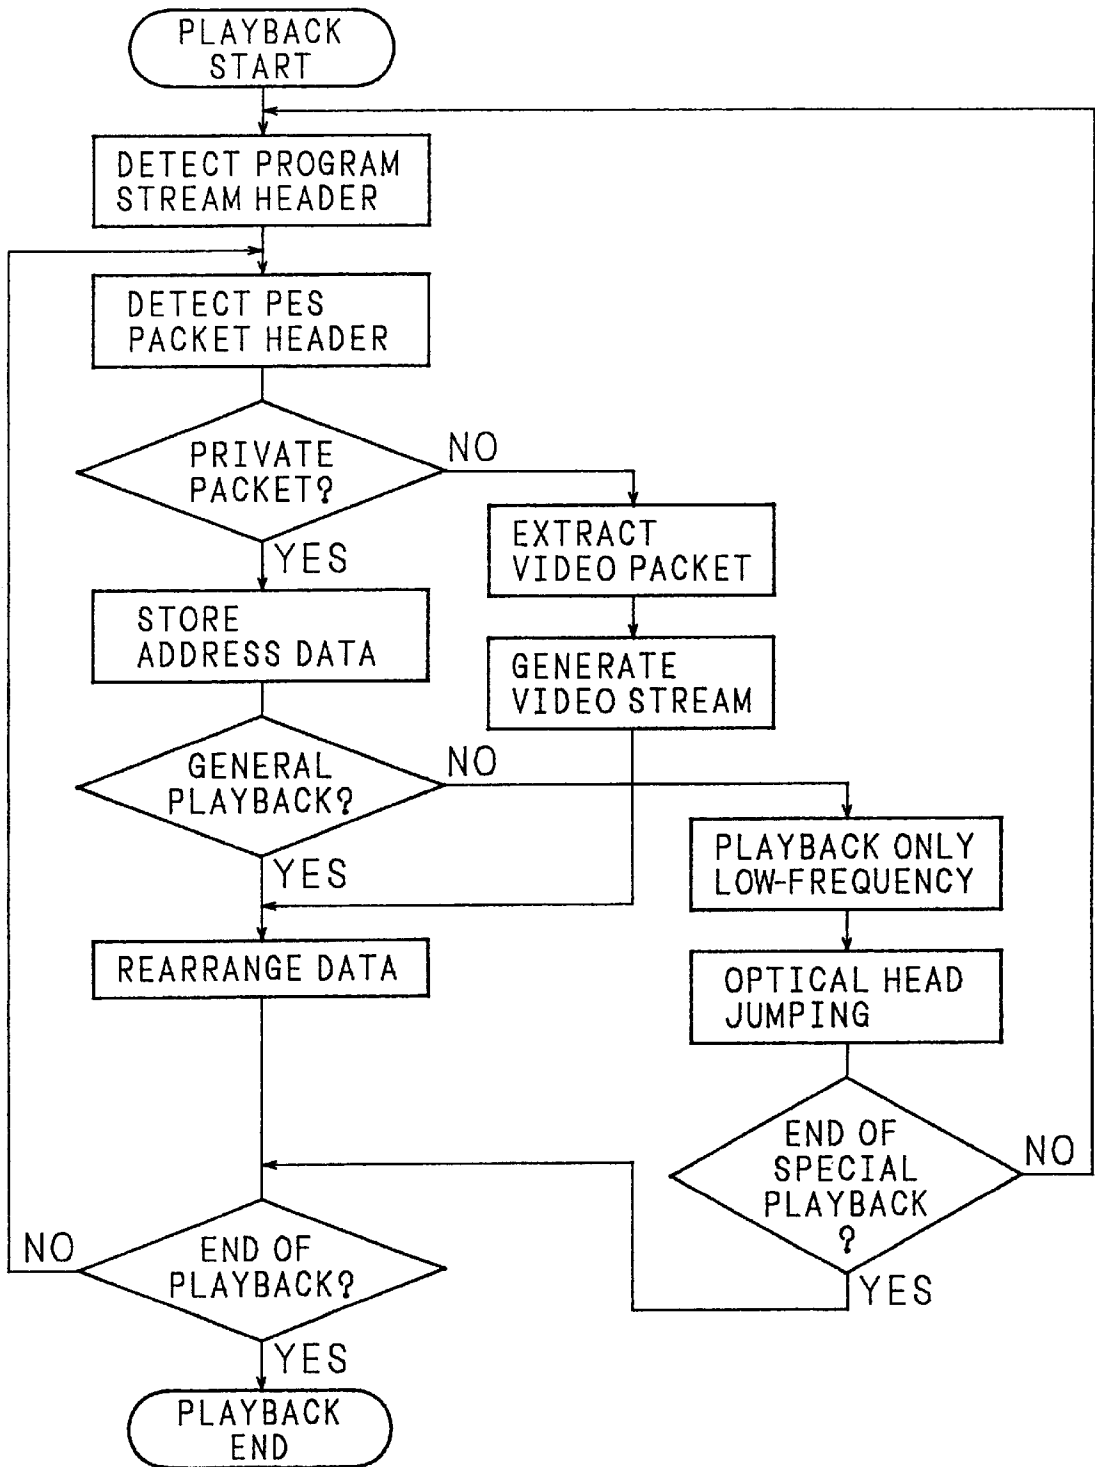 PLAYBACK
START
DETECT PROGRAM
STREAM HEADER
DETECT PES
PACKET HEADER
PRIVATE
PACKET?
NO
YES
EXTRACT
VIDEO PACKET
STORE
ADDRESS DATA
GENERATE
VIDEO STREAM
GENERAL
PLAYBACK?
NO
YES
PLAYBACK ONLY
LOW-FREQUENCY
REARRANGE DATA
OPTICAL HEAD
JUMPING
END OF
SPECIAL
PLAYBACK
?
NO
YES
END OF
PLAYBACK?
NO
YES
PLAYBACK
END